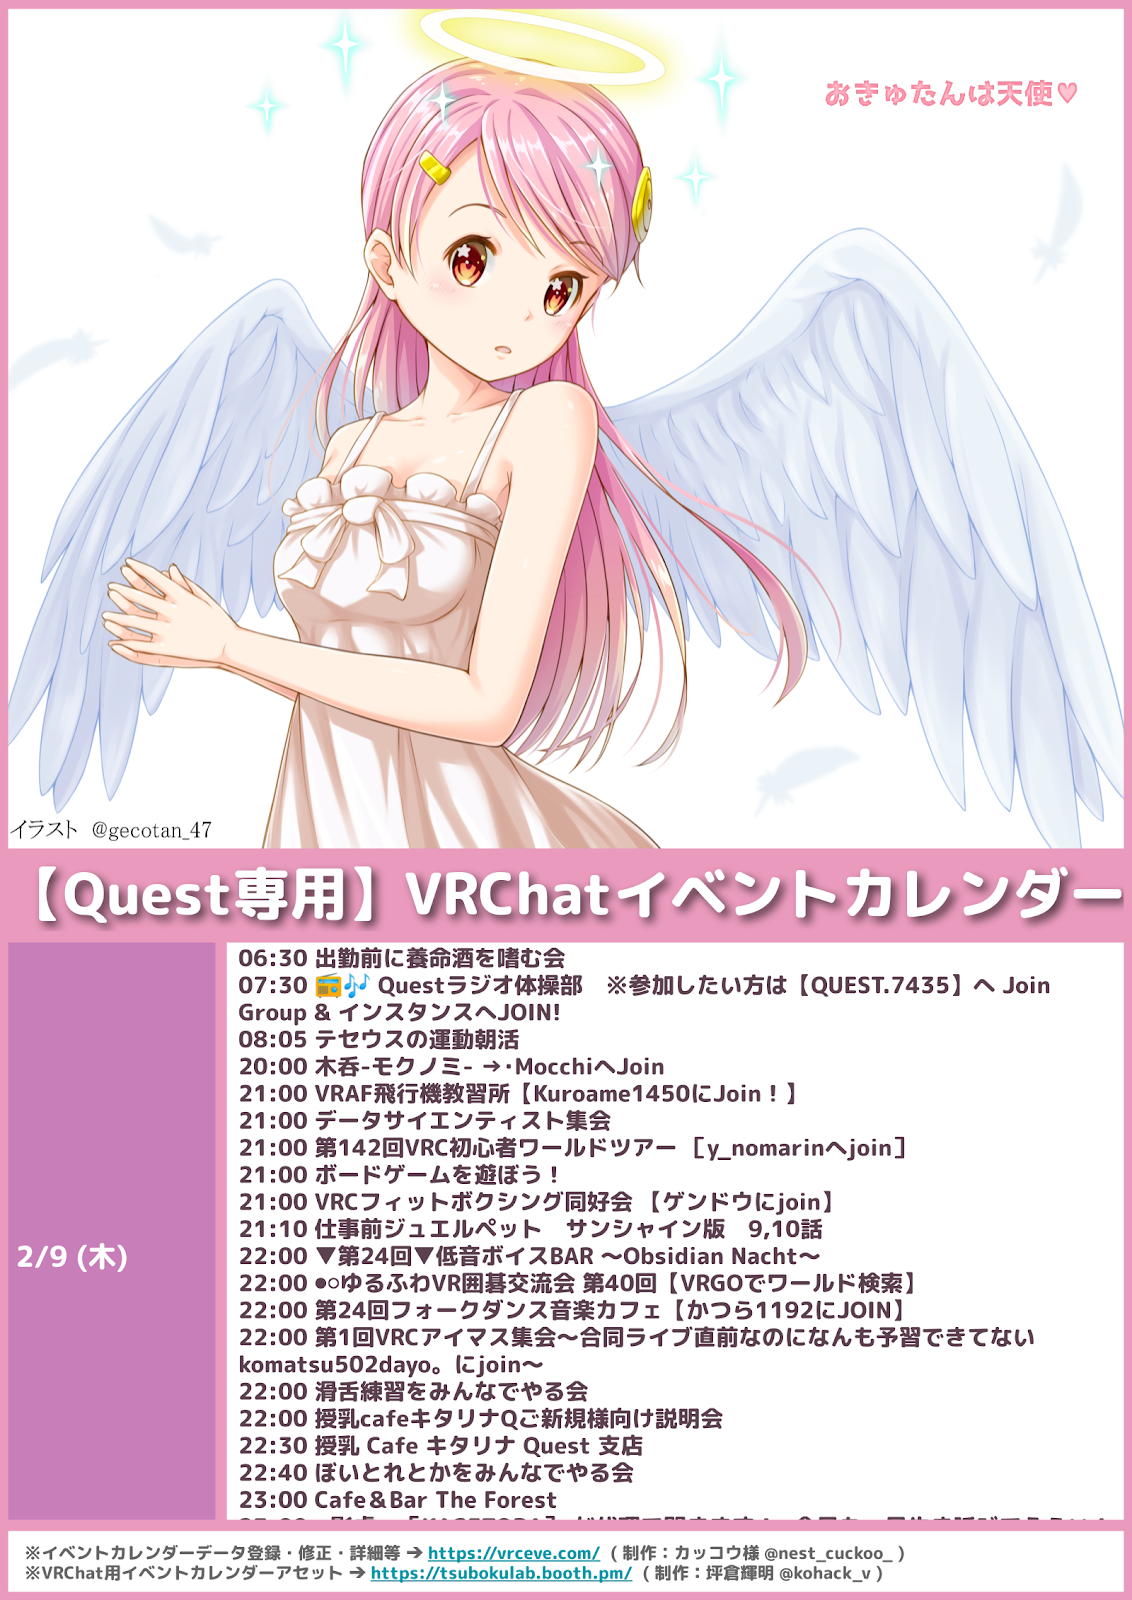 おきゅたんは天使♥
イラスト @gecotan_47
【Quest専用】VRChatイベントカレンダー
2/9 (木)
06:30 出勤前に養命酒を嗜む会
07:30 📻🎶 Questラジオ体操部　※参加したい方は【QUEST.7435】へ Join
Group & インスタンスへJOIN!
08:05 テセウスの運動朝活
20:00 木呑-モクノミ- →･MocchiへJoin
21:00 VRAF飛行機教習所【Kuroame1450にJoin！】
21:00 データサイエンティスト集会
21:00 第142回VRC初心者ワールドツアー ［y_nomarinへjoin］
21:00 ボードゲームを遊ぼう！
21:00 VRCフィットボクシング同好会 【ゲンドウにjoin】
21:10 仕事前ジュエルペット　サンシャイン版　9,10話
22:00 ▼第24回▼低音ボイスBAR ～Obsidian Nacht～
22:00 ●○ゆるふわVR囲碁交流会 第40回【VRGOでワールド検索】
22:00 第24回フォークダンス音楽カフェ【かつら1192にJOIN】
22:00 第1回VRCアイマス集会～合同ライブ直前なのになんも予習できてない
komatsu502dayo。にjoin～
22:00 滑舌練習をみんなでやる会
22:00 授乳cafeキタリナQご新規様向け説明会
22:30 授乳 Cafe キタリナ Quest 支店
22:40 ぼいとれとかをみんなでやる会
23:00 Cafe＆Bar The Forest
※イベントカレンダーデータ登録・修正・詳細等 ➔ https://vrceve.com/ （ 制作：カッコウ様 @nest_cuckoo_ ）
※VRChat用イベントカレンダーアセット ➔ https://tsubokulab.booth.pm/ （ 制作：坪倉輝明 @kohack_v ）